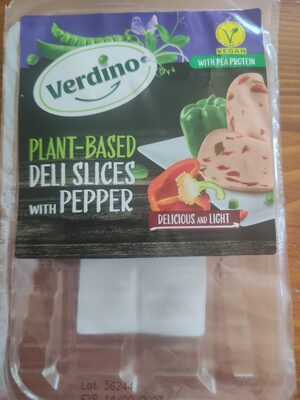 Verdino
VEGAN
WITH PEA PROTEIN
PLANT-BASED
DELI SLICES
WITH PEPPER
DELICIOUS AND LIGHT
Lot 56244